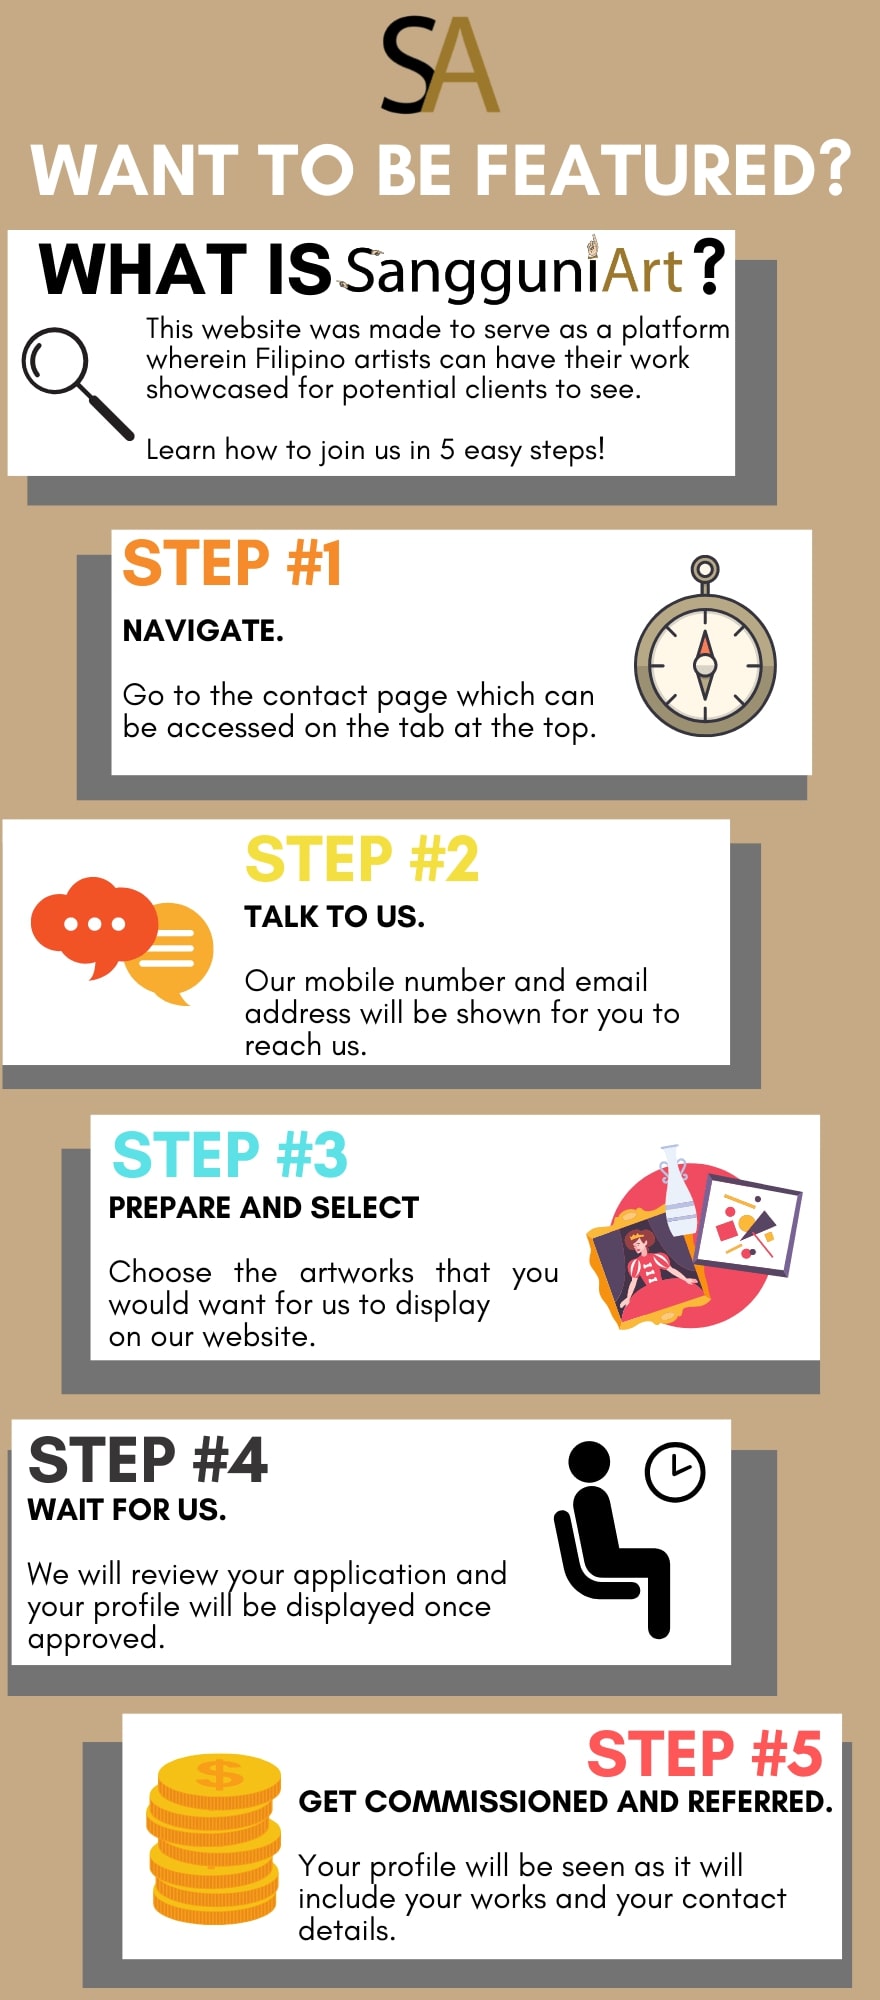 SA
WANT TO BE FEATURED?
WHAT IS SangguniArt?
This website was made to serve as a platform
wherein Filipino artists can have their work
showcased for potential clients to see.
Learn how to join us in 5 easy steps!
STEP #1
NAVIGATE.
Go to the contact page which can
be accessed on the tab at the top.
STEP #2
TALK TO US.
Our mobile number and email
address will be shown for you to
reach us.
STEP #3
PREPARE AND SELECT
Choose the artworks that you
would want for us to display
on our website.
STEP #4
WAIT FOR US.
We will review your application and
your profile will be displayed once
approved.
STEP #5
GET COMMISSIONED AND REFERRED.
$
Your profile will be seen as it will
include your works and your contact
details.